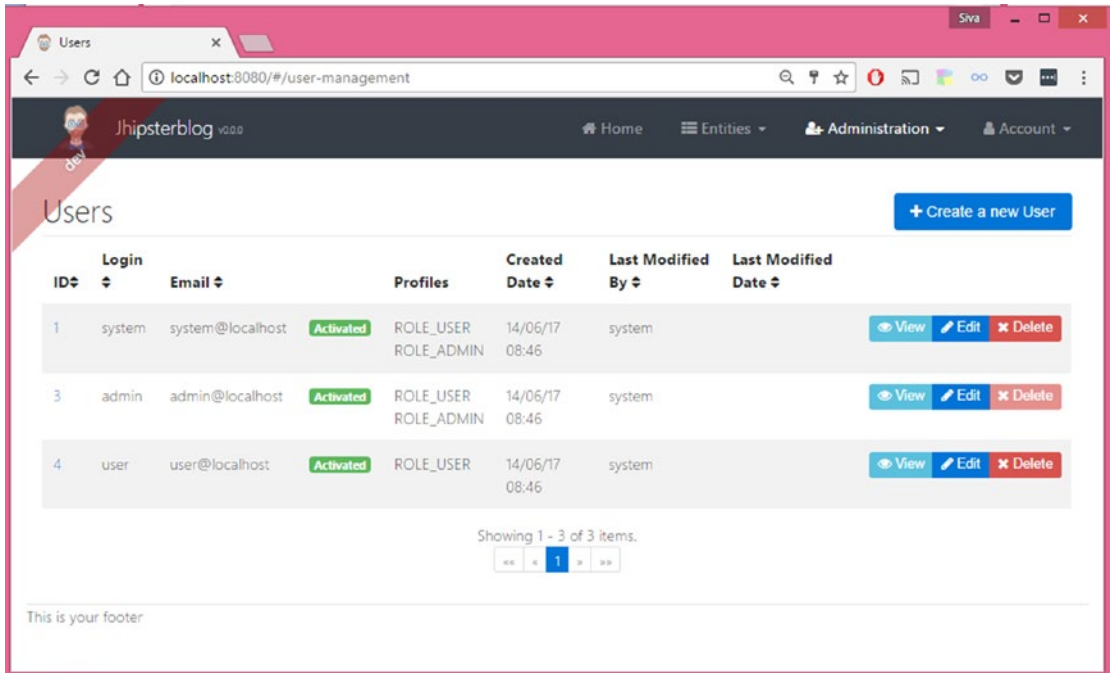 Siva
Users
localhost:8080/#/user-management
dev
Jhipsterblog v0.0.0
Home Entities Administration Account
Users
+ Create a new User
ID Login Email Profiles Created Date Last Modified By Last Modified Date
1 system system@localhost Activated ROLE_USER 14/06/17 system View Edit Delete
ROLE_ADMIN 08:46
3 admin admin@localhost Activated ROLE_USER 14/06/17 system View Edit Delete
ROLE_ADMIN 08:46
4 user user@localhost Activated ROLE_USER 14/06/17 system View Edit Delete
08:46
Showing 1 - 3 of 3 items.
«« « 1 » »»
This is your footer